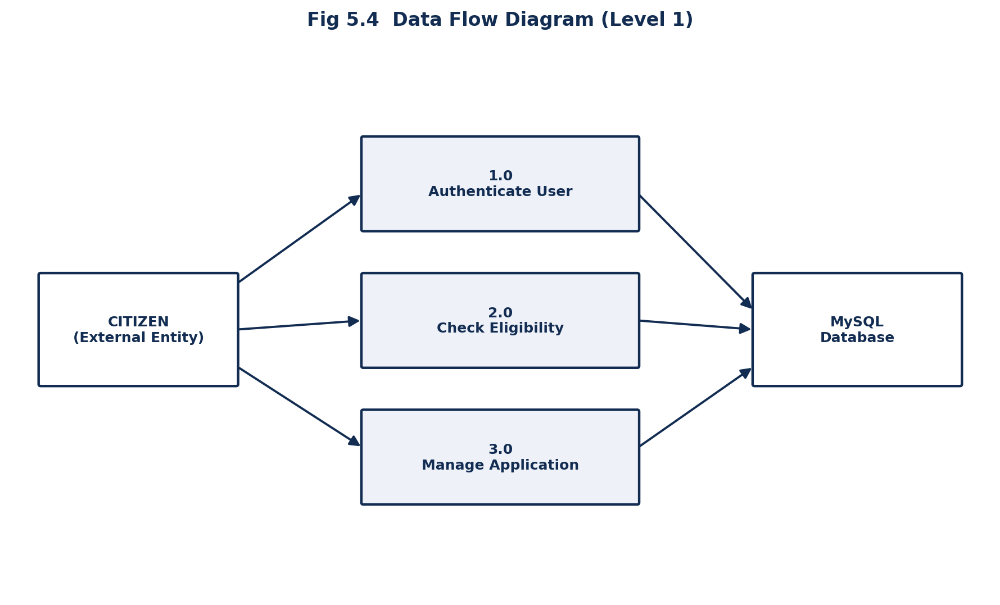 Fig 5.4  Data Flow Diagram (Level 1)
1.0
Authenticate User
CITIZEN
(External Entity)
2.0
Check Eligibility
MySQL
Database
3.0
Manage Application